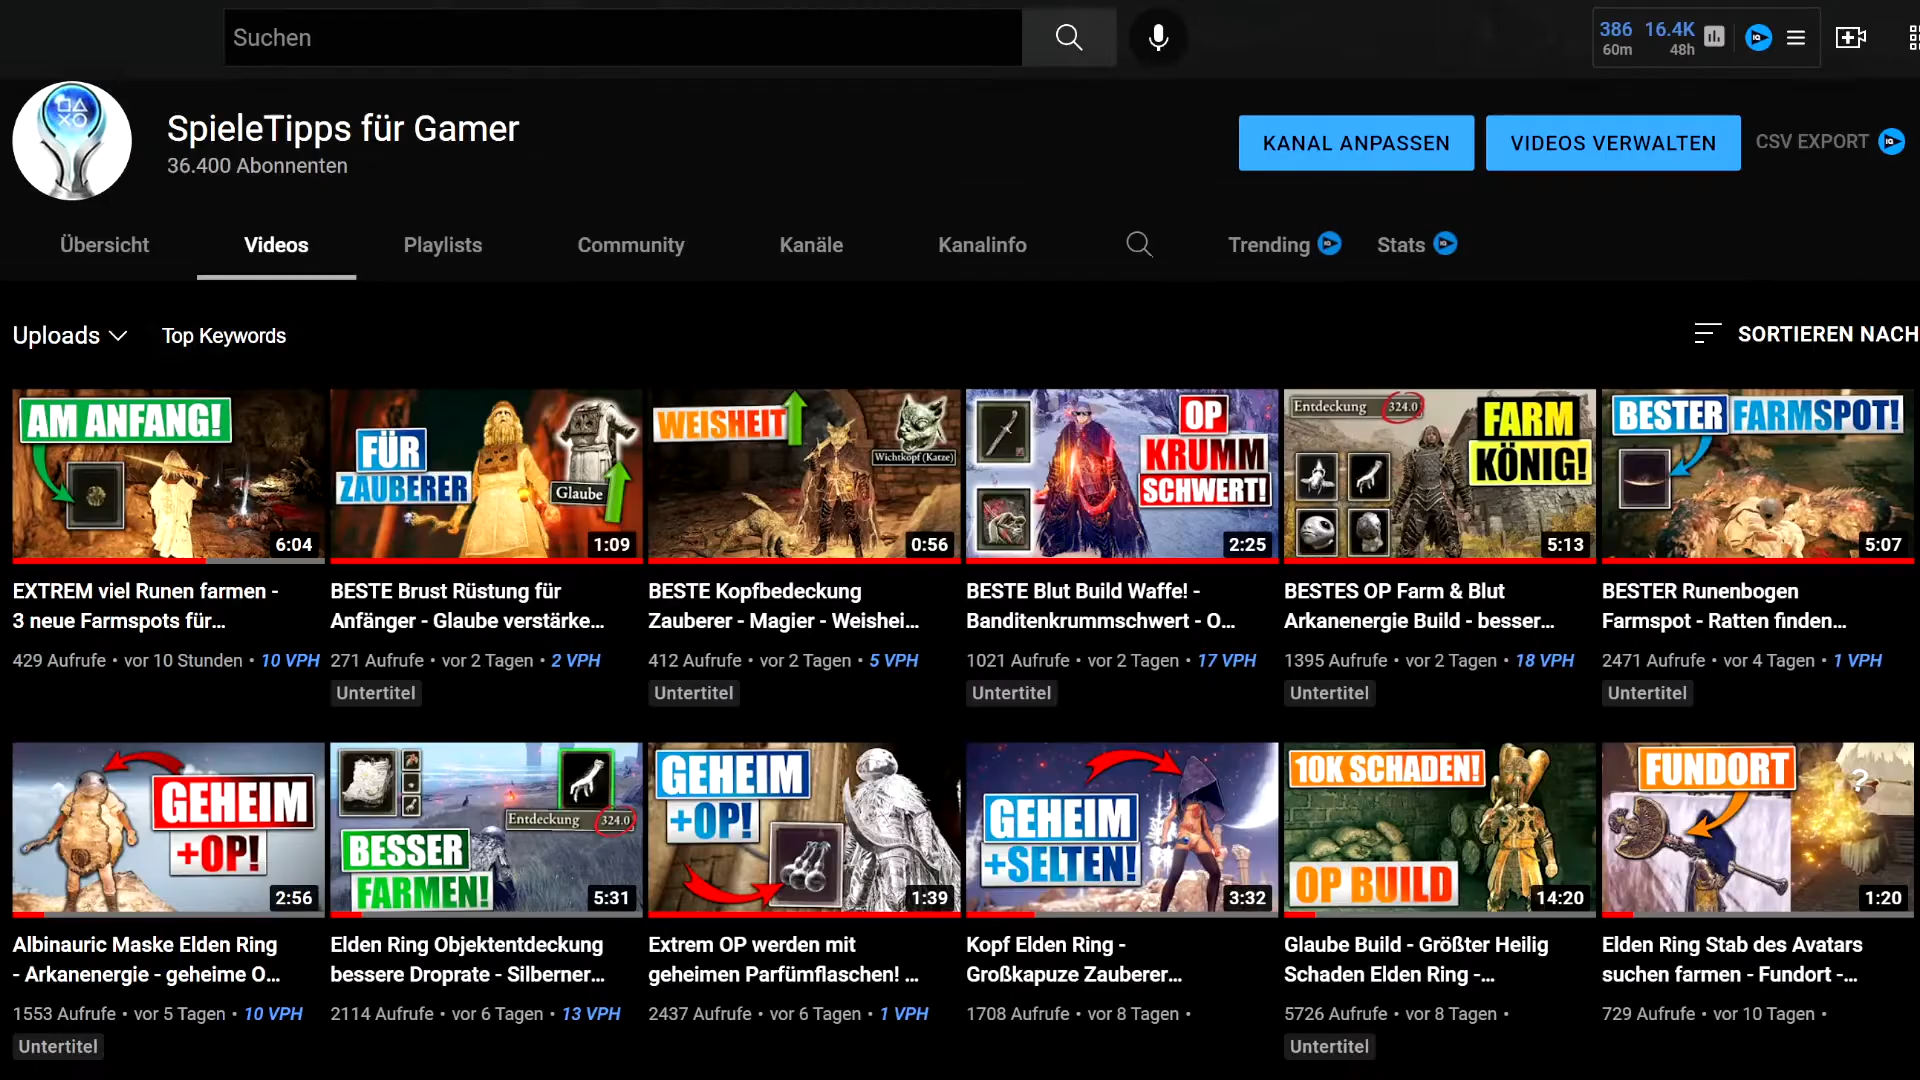 Suchen
386 16.4K
60m 48h
SpieleTipps für Gamer
36.400 Abonnenten
KANAL ANPASSEN
VIDEOS VERWALTEN
CSV EXPORT
Übersicht
Videos
Playlists
Community
Kanäle
Kanalinfo
Trending
Stats
Uploads
Top Keywords
SORTIEREN NACH
AM ANFANG!
6:04
FÜR
ZAUBERER
Glaube
1:09
WEISHEIT
Wichtkopf (Katze)
0:56
OP
KRUMM
SCHWERT!
2:25
Entdeckung 324.0
FARM
KÖNIG!
5:13
BESTER FARMSPOT!
5:07
EXTREM viel Runen farmen -
3 neue Farmspots für...
429 Aufrufe • vor 10 Stunden • 10 VPH
BESTE Brust Rüstung für
Anfänger - Glaube verstärke...
271 Aufrufe • vor 2 Tagen • 2 VPH
Untertitel
BESTE Kopfbedeckung
Zauberer - Magier - Weishei...
412 Aufrufe • vor 2 Tagen • 5 VPH
Untertitel
BESTE Blut Build Waffe! -
Banditenkrummschwert - O...
1021 Aufrufe • vor 2 Tagen • 17 VPH
Untertitel
BESTES OP Farm & Blut
Arkanenergie Build - besser...
1395 Aufrufe • vor 2 Tagen • 18 VPH
Untertitel
BESTER Runenbogen
Farmspot - Ratten finden...
2471 Aufrufe • vor 4 Tagen • 1 VPH
Untertitel
GEHEIM
+OP!
2:56
Entdeckung 324.0
BESSER
FARMEN!
5:31
GEHEIM
+OP!
1:39
GEHEIM
+SELTEN!
3:32
10K SCHADEN!
OP BUILD
14:20
FUNDORT
?
1:20
Albinauric Maske Elden Ring
- Arkanenergie - geheime O...
1553 Aufrufe • vor 5 Tagen • 10 VPH
Untertitel
Elden Ring Objektentdeckung
bessere Droprate - Silberner...
2114 Aufrufe • vor 6 Tagen • 13 VPH
Extrem OP werden mit
geheimen Parfümflaschen! ...
2437 Aufrufe • vor 6 Tagen • 1 VPH
Kopf Elden Ring -
Großkapuze Zauberer...
1708 Aufrufe • vor 8 Tagen •
Glaube Build - Größter Heilig
Schaden Elden Ring -...
5726 Aufrufe • vor 8 Tagen •
Untertitel
Elden Ring Stab des Avatars
suchen farmen - Fundort -...
729 Aufrufe • vor 10 Tagen •